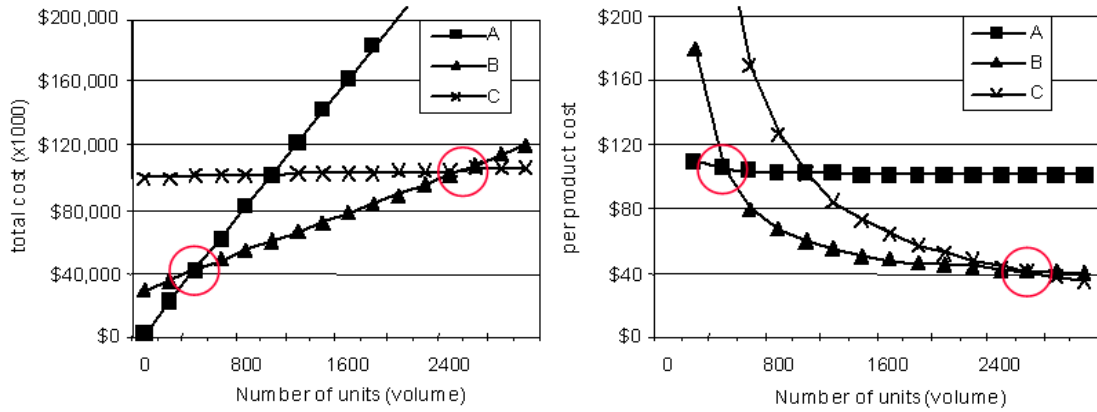 $200,000
$160,000
$120,000
$80,000
$40,000
$0
total cost (x1000)
A
B
C
0 800 1600 2400
Number of units (volume)
$200
$160
$120
$80
$40
$0
per product cost
A
B
C
0 800 1600 2400
Number of units (volume)